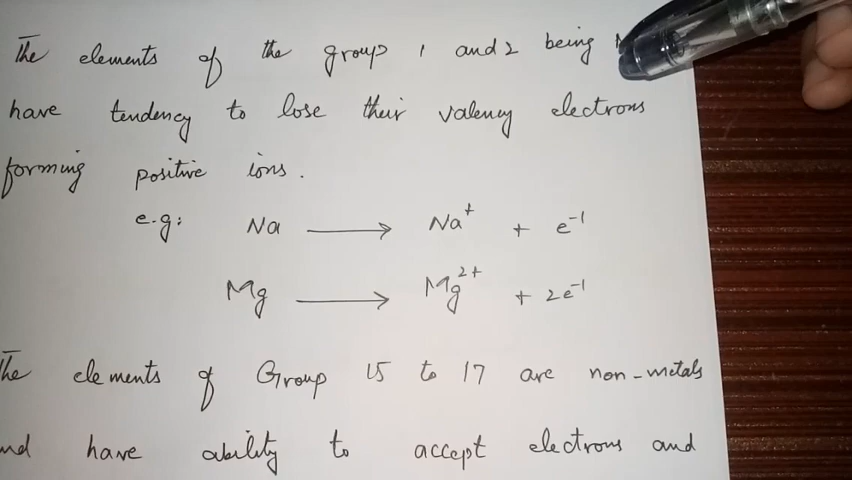 The elements of the group 1 and 2 being
have tendency to lose their valency electrons
forming positive ions.
e.g: Na ⟶ Na⁺ + e⁻¹
Mg ⟶ Mg²⁺ + 2e⁻¹
The elements of Group 15 to 17 are non-metals
nd have ability to accept electrons and